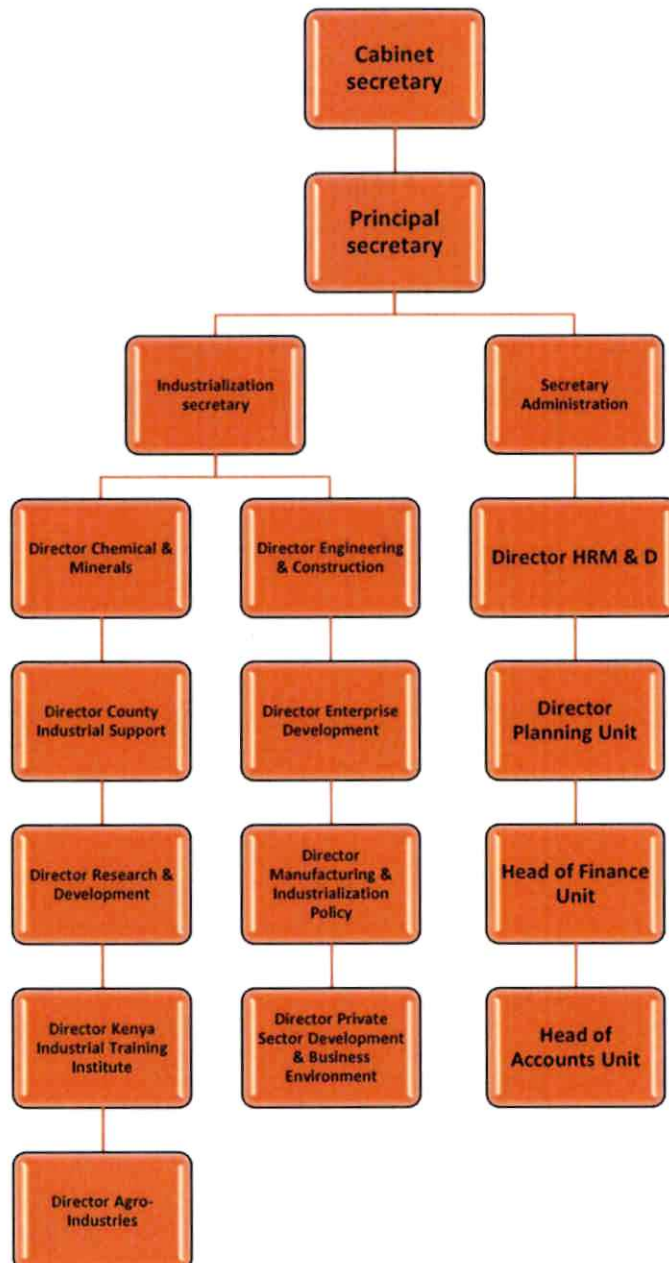 Cabinet
secretary
Principal
secretary
Industrialization
secretary
Secretary
Administration
Director Chemical &
Minerals
Director Engineering
& Construction
Director HRM & D
Director County
Industrial Support
Director Enterprise
Development
Director
Planning Unit
Director Research &
Development
Director
Manufacturing &
Industrialization
Policy
Head of Finance
Unit
Director Kenya
Industrial Training
Institute
Director Private
Sector Development
& Business
Environment
Head of
Accounts Unit
Director Agro-
Industries